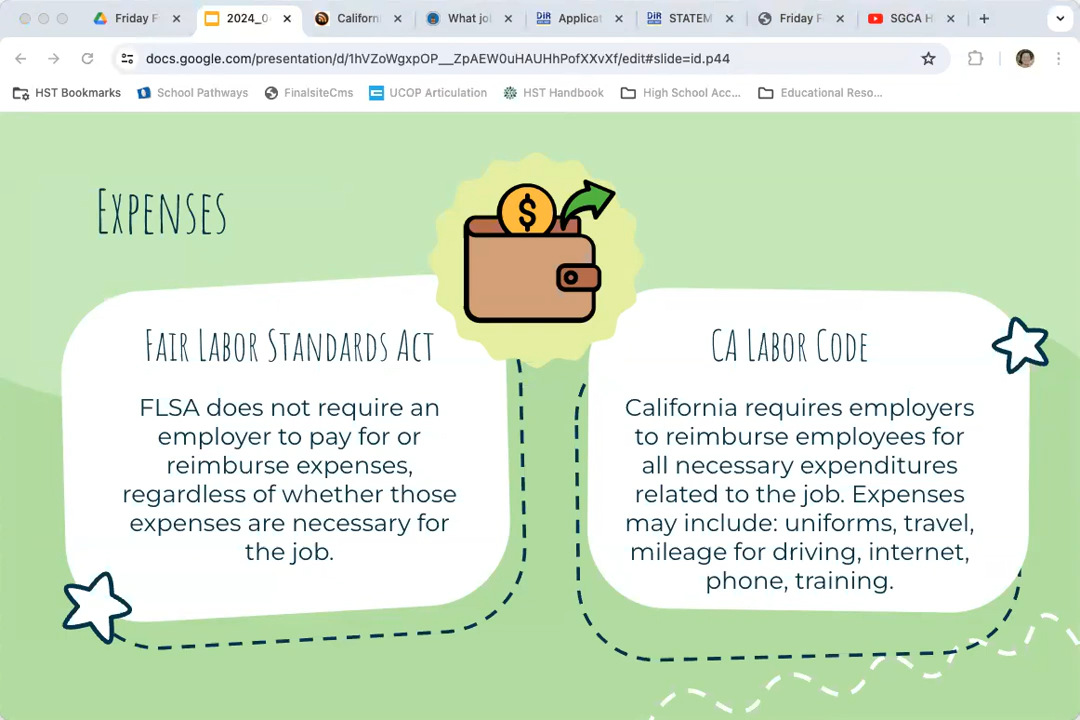 Friday F
2024_0
Californ
What jo
Applicat
STATEM
Friday F
SGCA H
docs.google.com/presentation/d/1hVZoWgxpOP__ZpAEW0uHAUHhPofXXvXf/edit#slide=id.p44
HST Bookmarks
School Pathways
FinalsiteCms
UCOP Articulation
HST Handbook
High School Acc...
Educational Reso...
Expenses
$
Fair Labor Standards Act
FLSA does not require an
employer to pay for or
reimburse expenses,
regardless of whether those
expenses are necessary for
the job.
CA Labor Code
California requires employers
to reimburse employees for
all necessary expenditures
related to the job. Expenses
may include: uniforms, travel,
mileage for driving, internet,
phone, training.